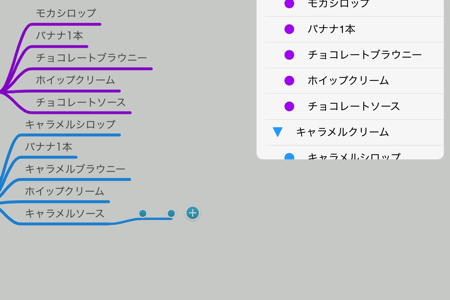 モカシロップ
バナナ1本
チョコレートブラウニー
ホイップクリーム
チョコレートソース
キャラメルシロップ
バナナ1本
キャラメルブラウニー
ホイップクリーム
キャラメルソース
モカシロップ
バナナ1本
チョコレートブラウニー
ホイップクリーム
チョコレートソース
キャラメルクリーム
キャラメルシロップ